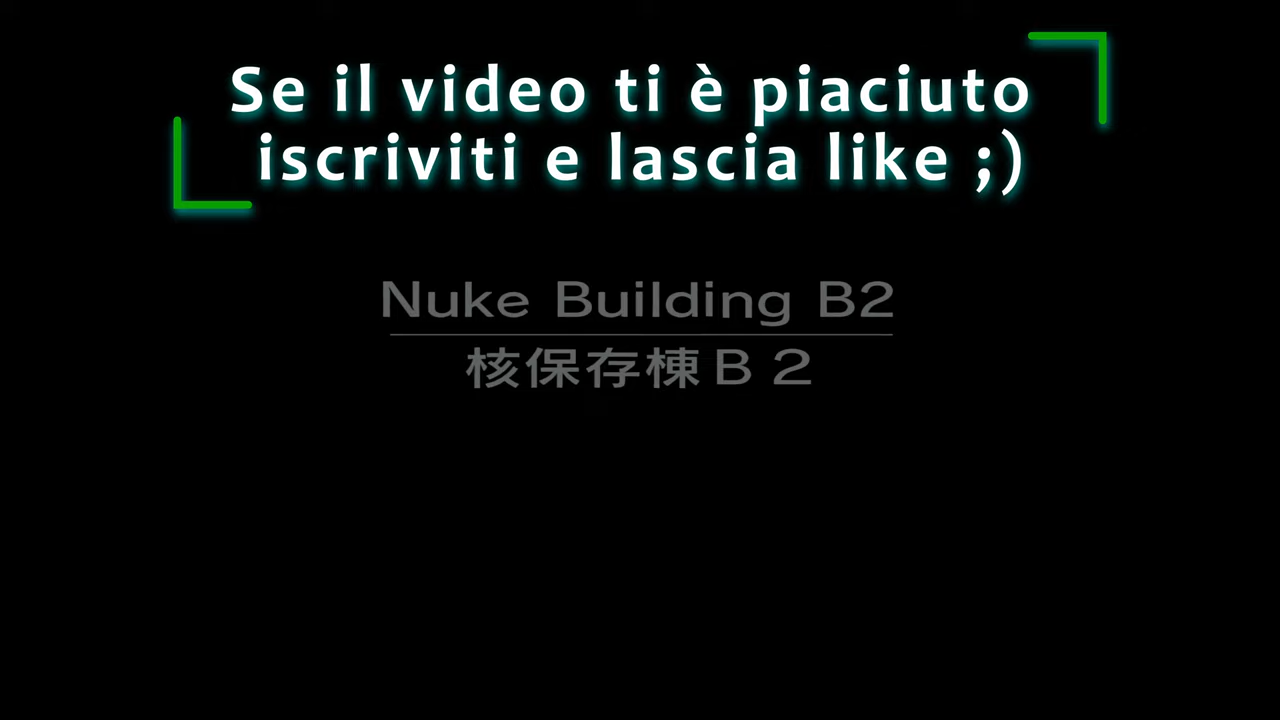 Se il video ti è piaciuto
iscriviti e lascia like ;)
Nuke Building B2
核保存棟Ｂ２